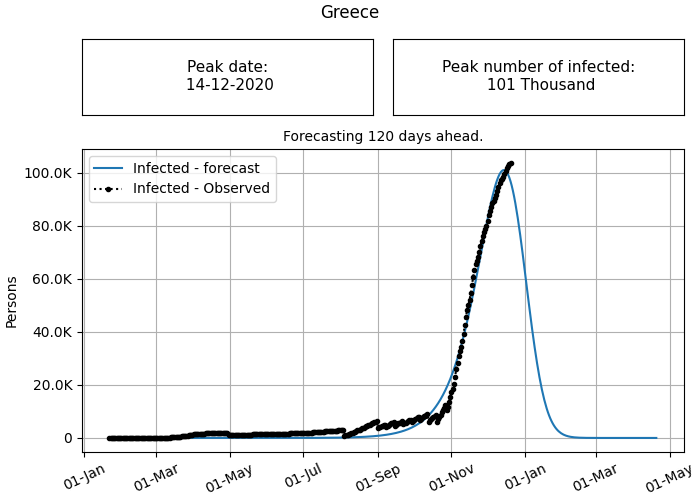 Greece
Peak date:
14-12-2020
Peak number of infected:
101 Thousand
Forecasting 120 days ahead.
Infected - forecast
Infected - Observed
100.0K
80.0K
60.0K
40.0K
20.0K
0
Persons
01-Jan
01-Mar
01-May
01-Jul
01-Sep
01-Nov
01-Jan
01-Mar
01-May